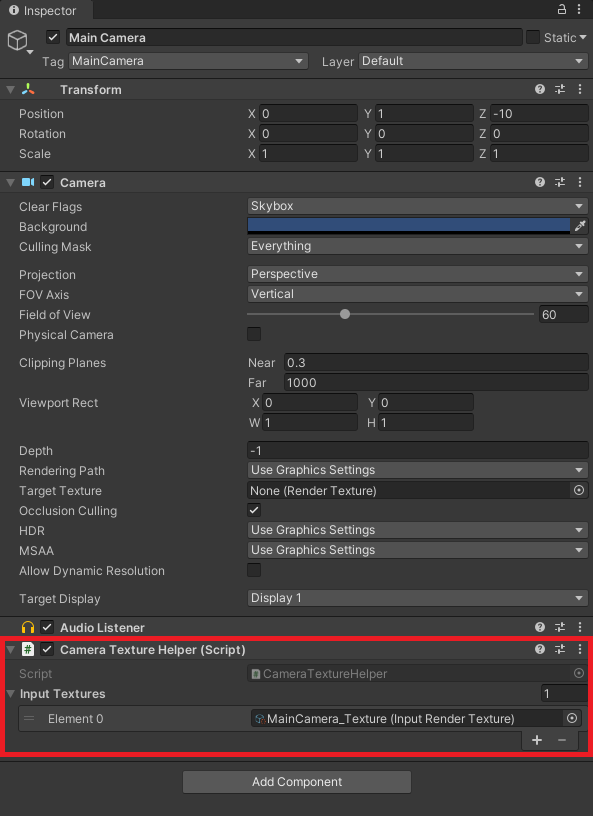 Inspector
Main Camera Static
Tag MainCamera Layer Default
Transform
Position X 0 Y 1 Z -10
Rotation X 0 Y 0 Z 0
Scale X 1 Y 1 Z 1
Camera
Clear Flags Skybox
Background
Culling Mask Everything
Projection Perspective
FOV Axis Vertical
Field of View 60
Physical Camera
Clipping Planes Near 0.3
Far 1000
Viewport Rect X 0 Y 0
W 1 H 1
Depth -1
Rendering Path Use Graphics Settings
Target Texture None (Render Texture)
Occlusion Culling
HDR Use Graphics Settings
MSAA Use Graphics Settings
Allow Dynamic Resolution
Target Display Display 1
Audio Listener
# Camera Texture Helper (Script)
Script # CameraTextureHelper
Input Textures 1
= Element 0 MainCamera_Texture (Input Render Texture)
+ −
Add Component